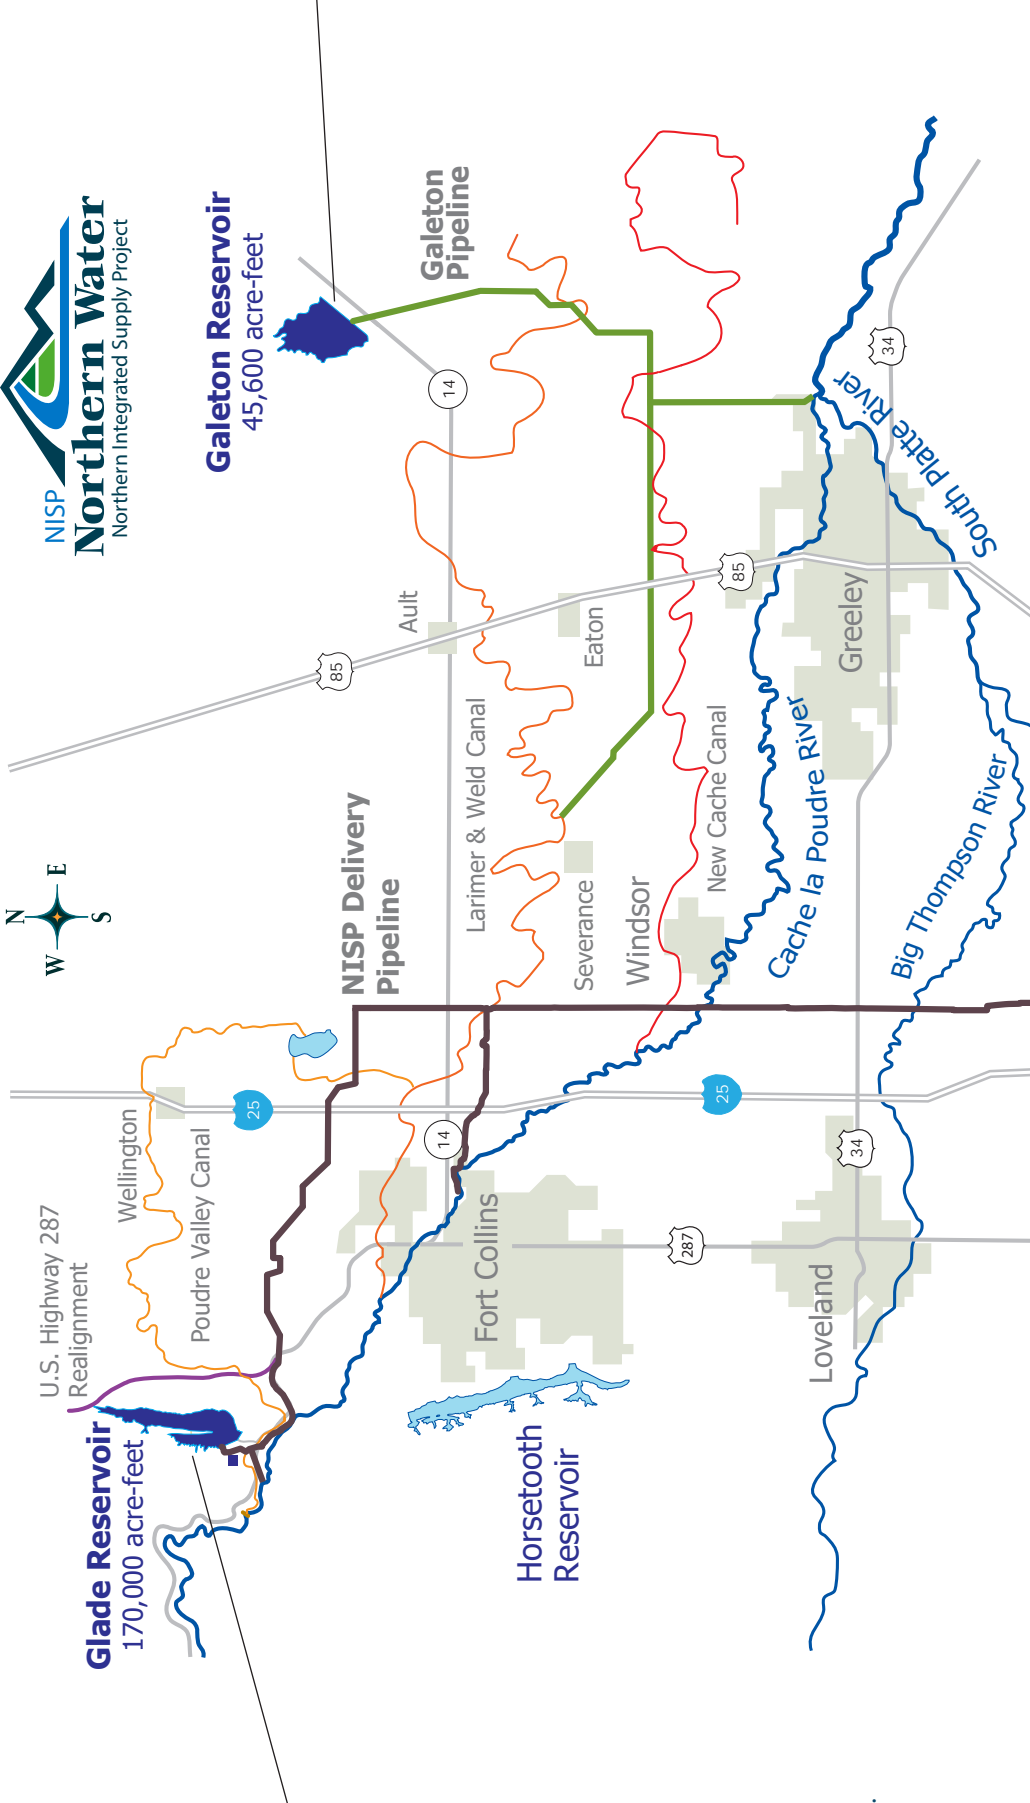 NISP
Northern Water
Northern Integrated Supply Project
N
W
E
S
U.S. Highway 287
Realignment
Glade Reservoir
170,000 acre-feet
Wellington
Poudre Valley Canal
25
NISP Delivery
Pipeline
85
Galeton Reservoir
45,600 acre-feet
Galeton
Pipeline
14
Ault
14
Larimer & Weld Canal
Eaton
Severance
Windsor
New Cache Canal
Fort Collins
Horsetooth
Reservoir
287
25
85
Cache la Poudre River
Greeley
34
South Platte River
Big Thompson River
34
Loveland